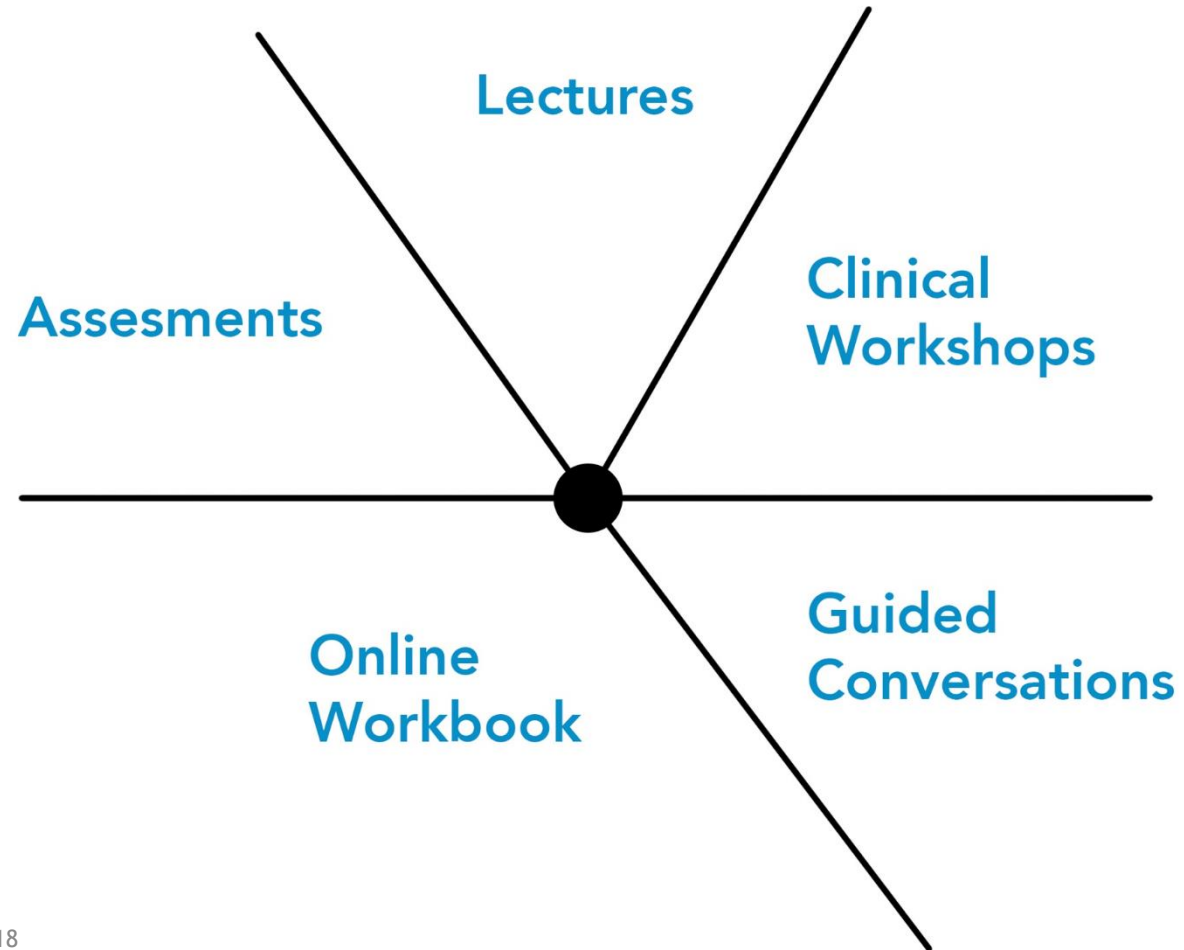 Lectures
Clinical
Workshops
Assesments
Guided
Conversations
Online
Workbook
18